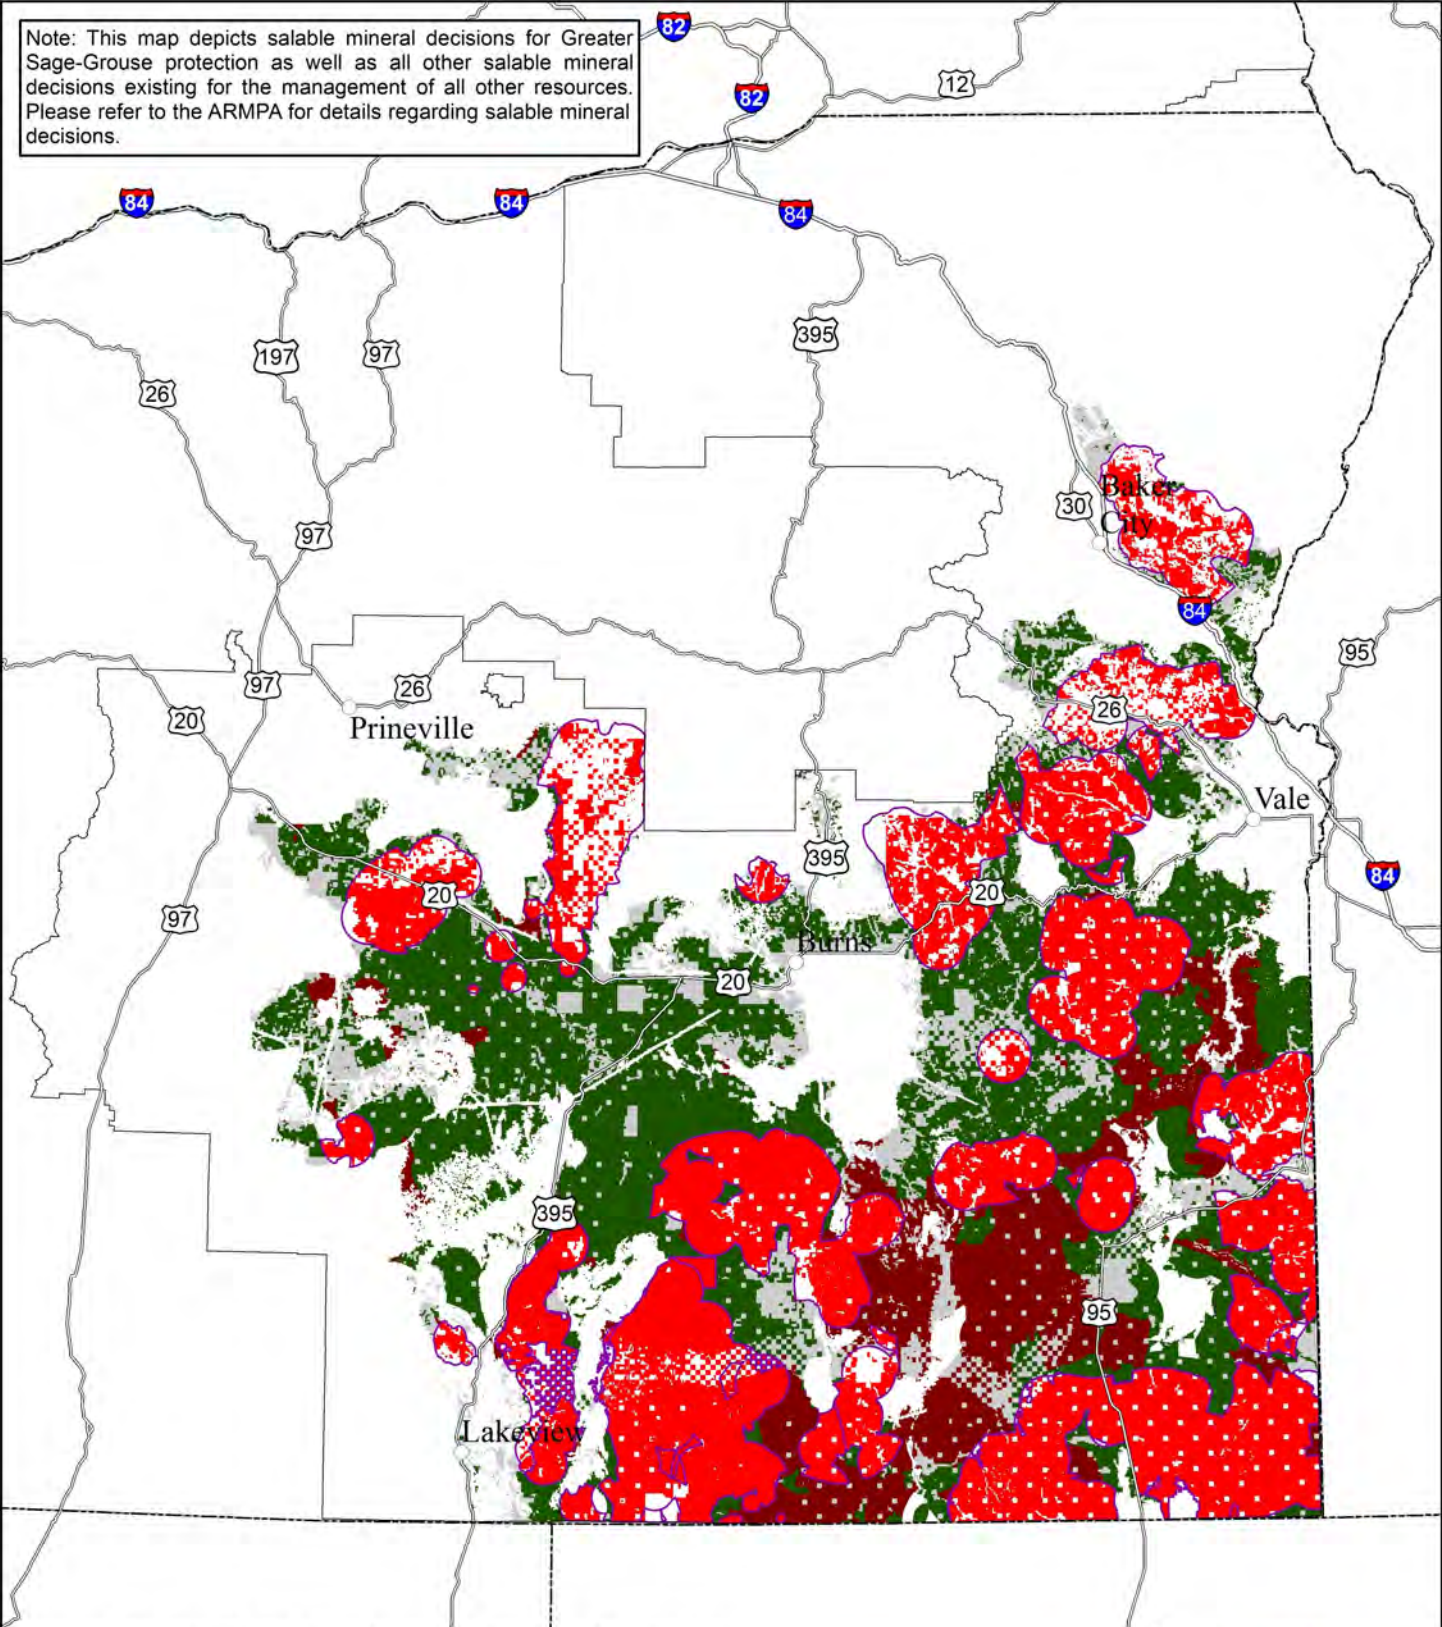 Note: This map depicts salable mineral decisions for Greater
Sage-Grouse protection as well as all other salable mineral
decisions existing for the management of all other resources.
Please refer to the ARMPA for details regarding salable mineral
decisions.
82
12
82
84
84
84
395
197
97
26
Baker
City
30
97
84
95
97
26
20
26
Prineville
Vale
395
84
20
20
97
Burns
20
395
95
Lakeview